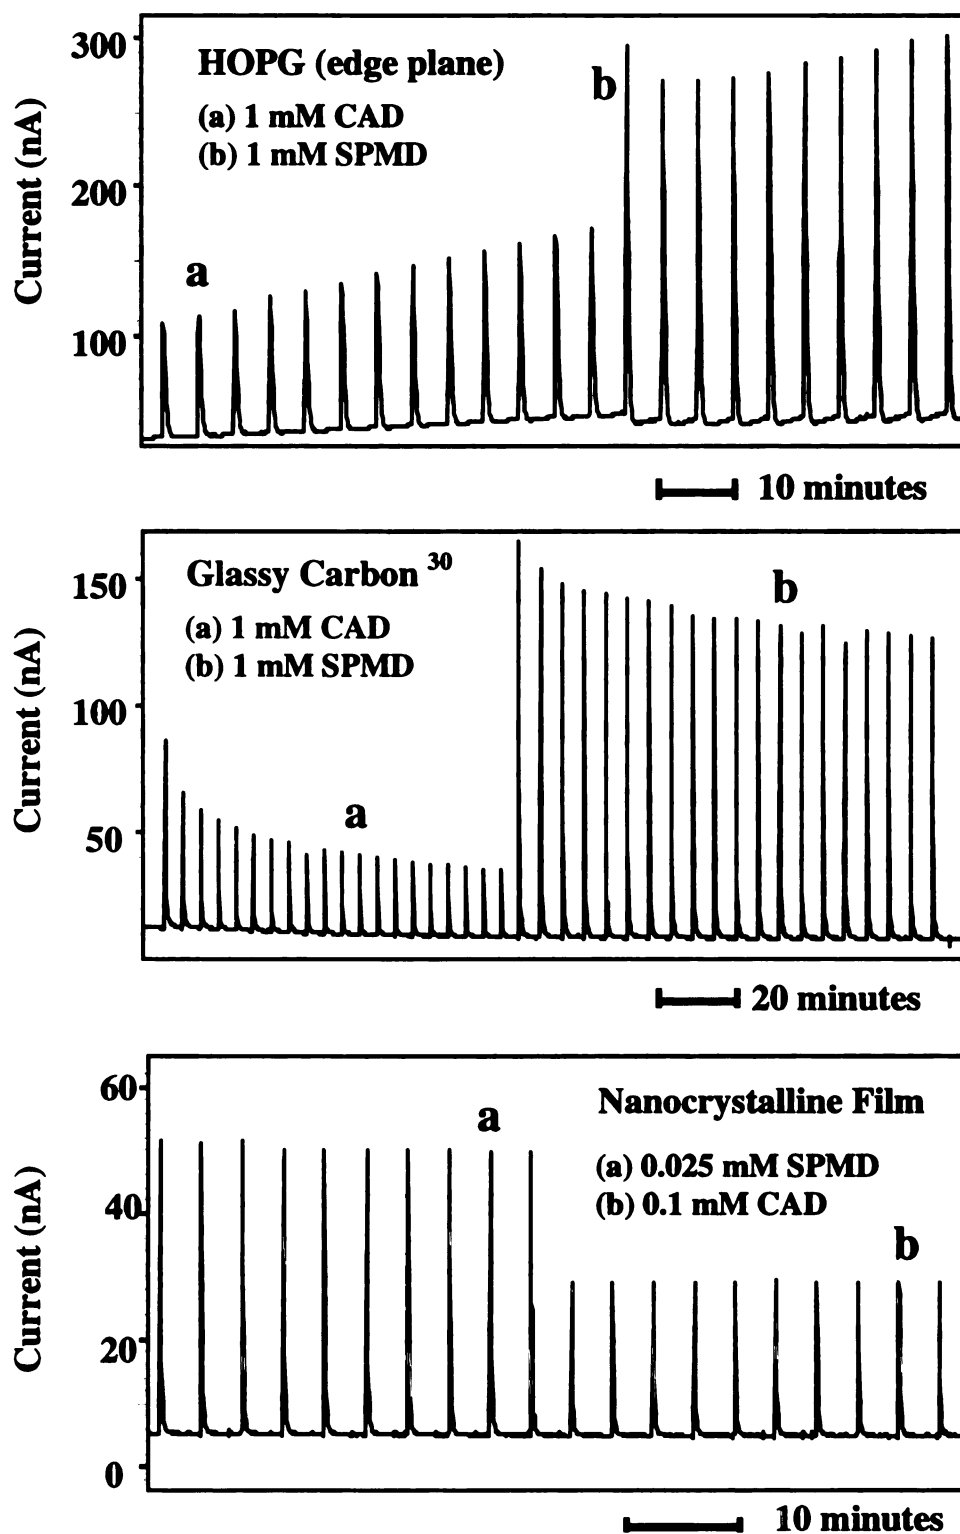 300
HOPG (edge plane)
b
(a) 1 mM CAD
(b) 1 mM SPMD
200
a
100
Current (nA)
10 minutes
150
Glassy Carbon 30
b
(a) 1 mM CAD
(b) 1 mM SPMD
100
a
50
Current (nA)
20 minutes
60
a
Nanocrystalline Film
(a) 0.025 mM SPMD
(b) 0.1 mM CAD
40
b
20
0
Current (nA)
10 minutes